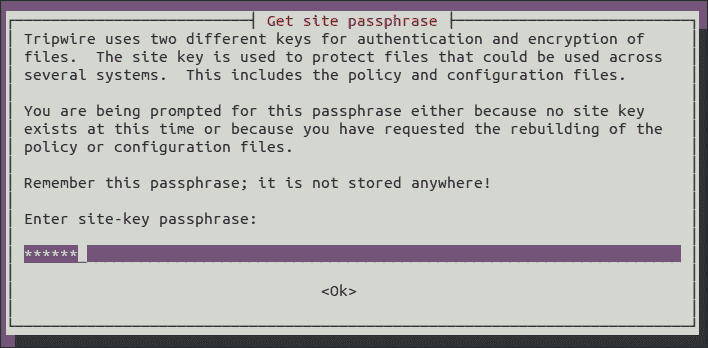 Get site passphrase
Tripwire uses two different keys for authentication and encryption of
files.  The site key is used to protect files that could be used across
several systems.  This includes the policy and configuration files.
You are being prompted for this passphrase either because no site key
exists at this time or because you have requested the rebuilding of the
policy or configuration files.
Remember this passphrase; it is not stored anywhere!
Enter site-key passphrase:
******
<Ok>